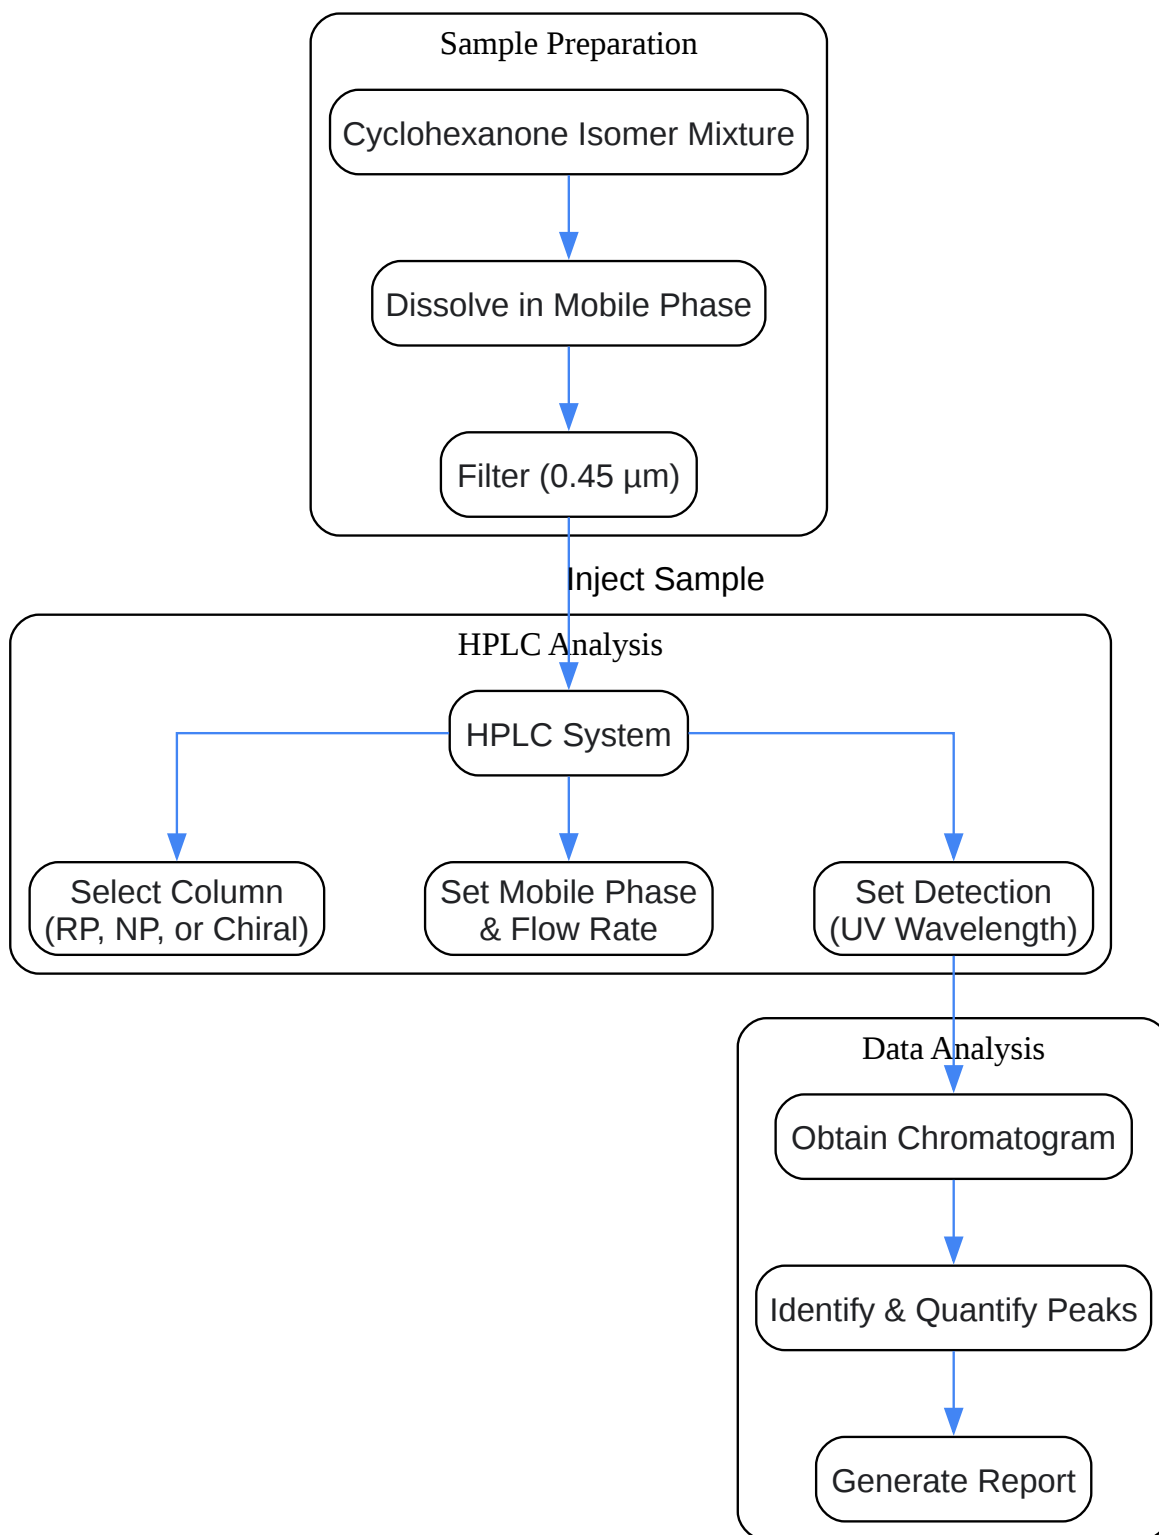 Sample Preparation
Cyclohexanone Isomer Mixture
Dissolve in Mobile Phase
Filter (0.45 µm)
Inject Sample
HPLC Analysis
HPLC System
Select Column
(RP, NP, or Chiral)
Set Mobile Phase
& Flow Rate
Set Detection
(UV Wavelength)
Data Analysis
Obtain Chromatogram
Identify & Quantify Peaks
Generate Report